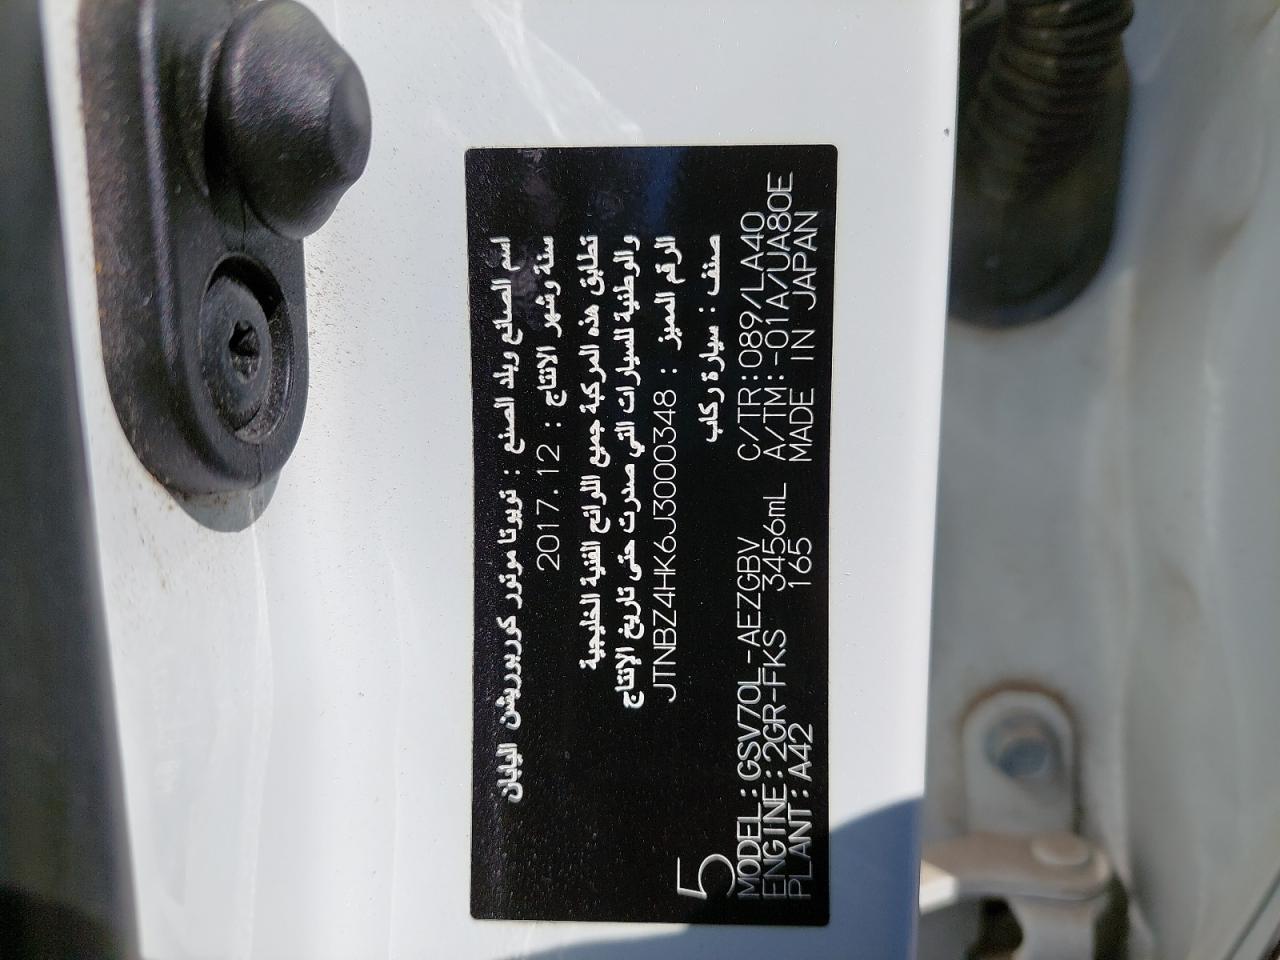 اسم الصانع وبلد الصنع : تويوتا موتور كوربوريشن اليابان
سنة وشهر الانتاج : 2017.12
تطابق هذه المركبة جميع اللوائح الفنية الخليجية
والوطنية للسيارات التي صدرت حتى تاريخ الإنتاج
الرقم المميز : JTNBZ4HK6J3000348
صنف : سيارة ركاب
5
MODEL:GSV70L-AEZGBV C/TR:089/LA40
ENGINE:2GR-FKS 3456mL A/TM:-01A/UA80E
PLANT:A42 165 MADE IN JAPAN